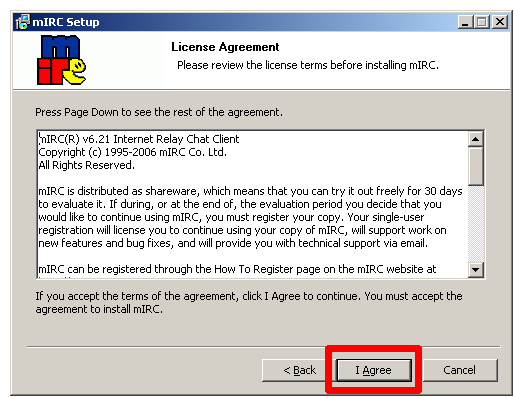 mIRC Setup
mIRc
License Agreement
Please review the license terms before installing mIRC.
Press Page Down to see the rest of the agreement.
mIRC(R) v6.21 Internet Relay Chat Client
Copyright (c) 1995-2006 mIRC Co. Ltd.
All Rights Reserved.
mIRC is distributed as shareware, which means that you can try it out freely for 30 days
to evaluate it. If during, or at the end, of the evaluation period you decide that you
would like to continue using mIRC, you must register your copy. Your single-user
registration will license you to continue using your copy of mIRC, will support work on
new features and bug fixes, and will provide you with technical support via email.
mIRC can be registered through the How To Register page on the mIRC website at
If you accept the terms of the agreement, click I Agree to continue. You must accept the
agreement to install mIRC.
< Back
I Agree
Cancel